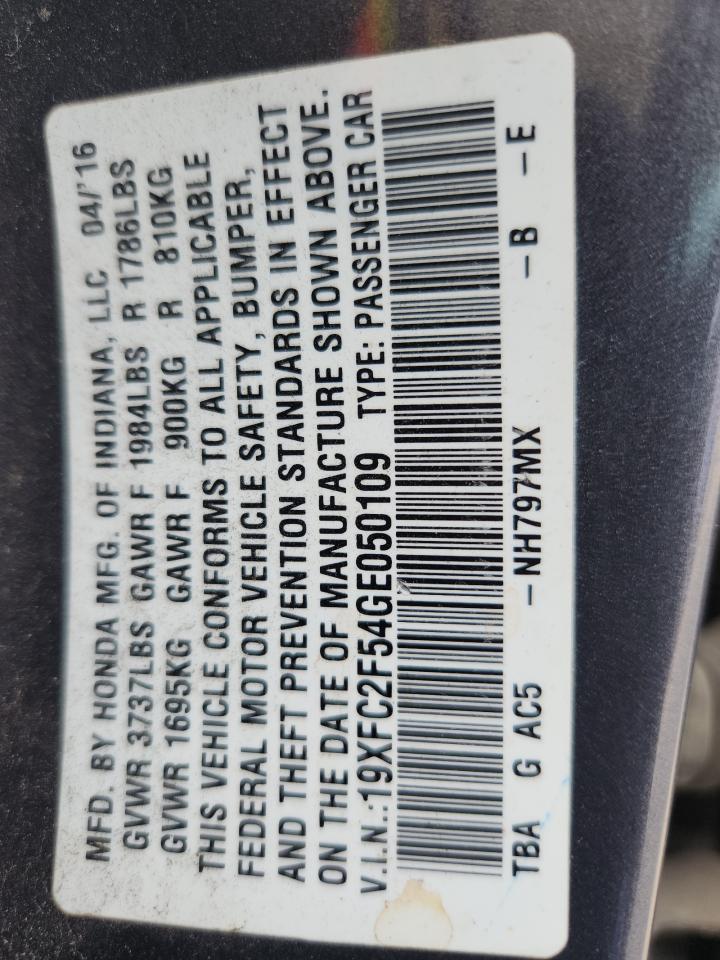 MFD. BY HONDA MFG. OF INDIANA, LLC 04/'16
GVWR 3737LBS GAWR F 1984LBS R 1786LBS
GVWR 1695KG GAWR F 900KG R 810KG
THIS VEHICLE CONFORMS TO ALL APPLICABLE
FEDERAL MOTOR VEHICLE SAFETY, BUMPER,
AND THEFT PREVENTION STANDARDS IN EFFECT
ON THE DATE OF MANUFACTURE SHOWN ABOVE.
V.I.N.:19XFC2F54GE050109 TYPE: PASSENGER CAR
TBA G AC5 -NH797MX -B -E